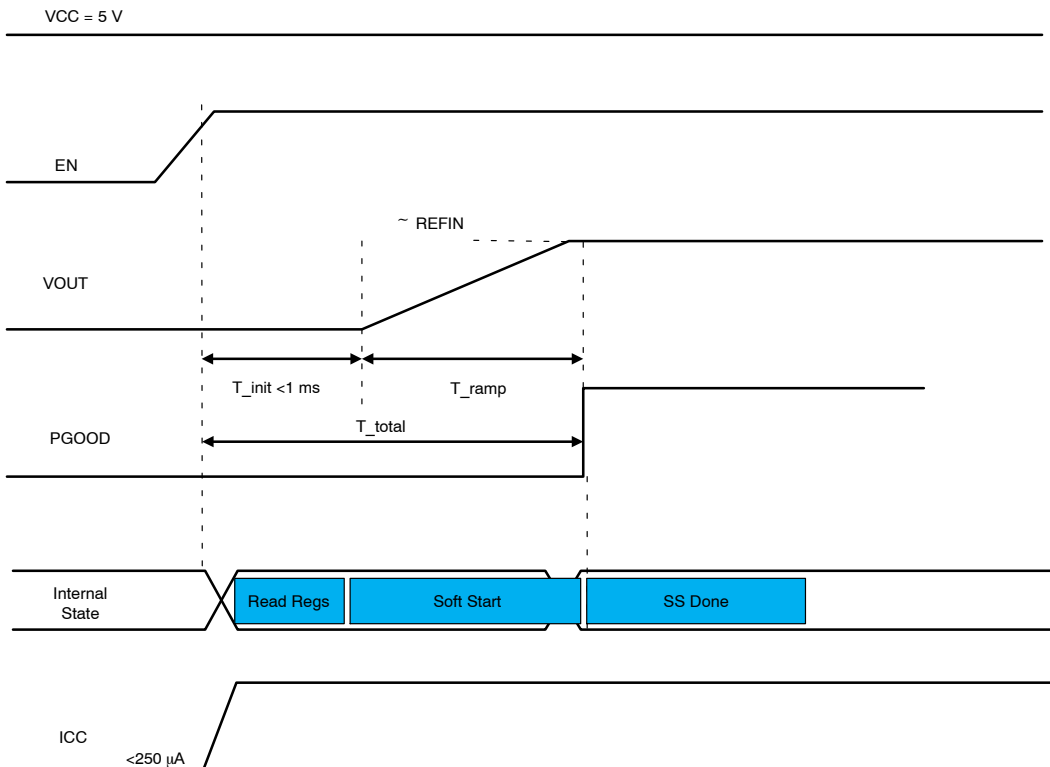 VCC = 5 V
EN
~ REFIN
VOUT
T_init <1 ms
T_ramp
T_total
PGOOD
Internal
State
Read Regs
Soft Start
SS Done
ICC
<250 µA